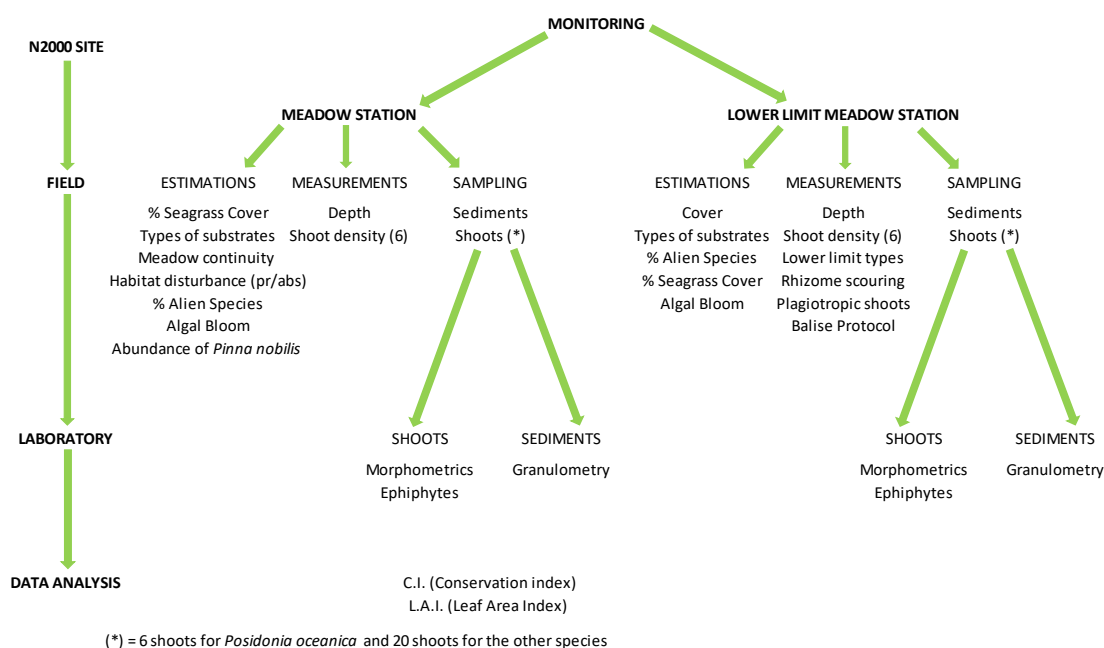 MONITORING
N2000 SITE
MEADOW STATION
LOWER LIMIT MEADOW STATION
FIELD
ESTIMATIONS
% Seagrass Cover
Types of substrates
Meadow continuity
Habitat disturbance (pr/abs)
% Alien Species
Algal Bloom
Abundance of Pinna nobilis
MEASUREMENTS
Depth
Shoot density (6)
SAMPLING
Sediments
Shoots (*)
ESTIMATIONS
Cover
Types of substrates
% Alien Species
% Seagrass Cover
Algal Bloom
MEASUREMENTS
Depth
Shoot density (6)
Lower limit types
Rhizome scouring
Plagiotropic shoots
Balise Protocol
SAMPLING
Sediments
Shoots (*)
LABORATORY
SHOOTS
Morphometrics
Ephiphytes
SEDIMENTS
Granulometry
SHOOTS
Morphometrics
Ephiphytes
SEDIMENTS
Granulometry
DATA ANALYSIS
C.I. (Conservation index)
L.A.I. (Leaf Area Index)
(*) = 6 shoots for Posidonia oceanica and 20 shoots for the other species